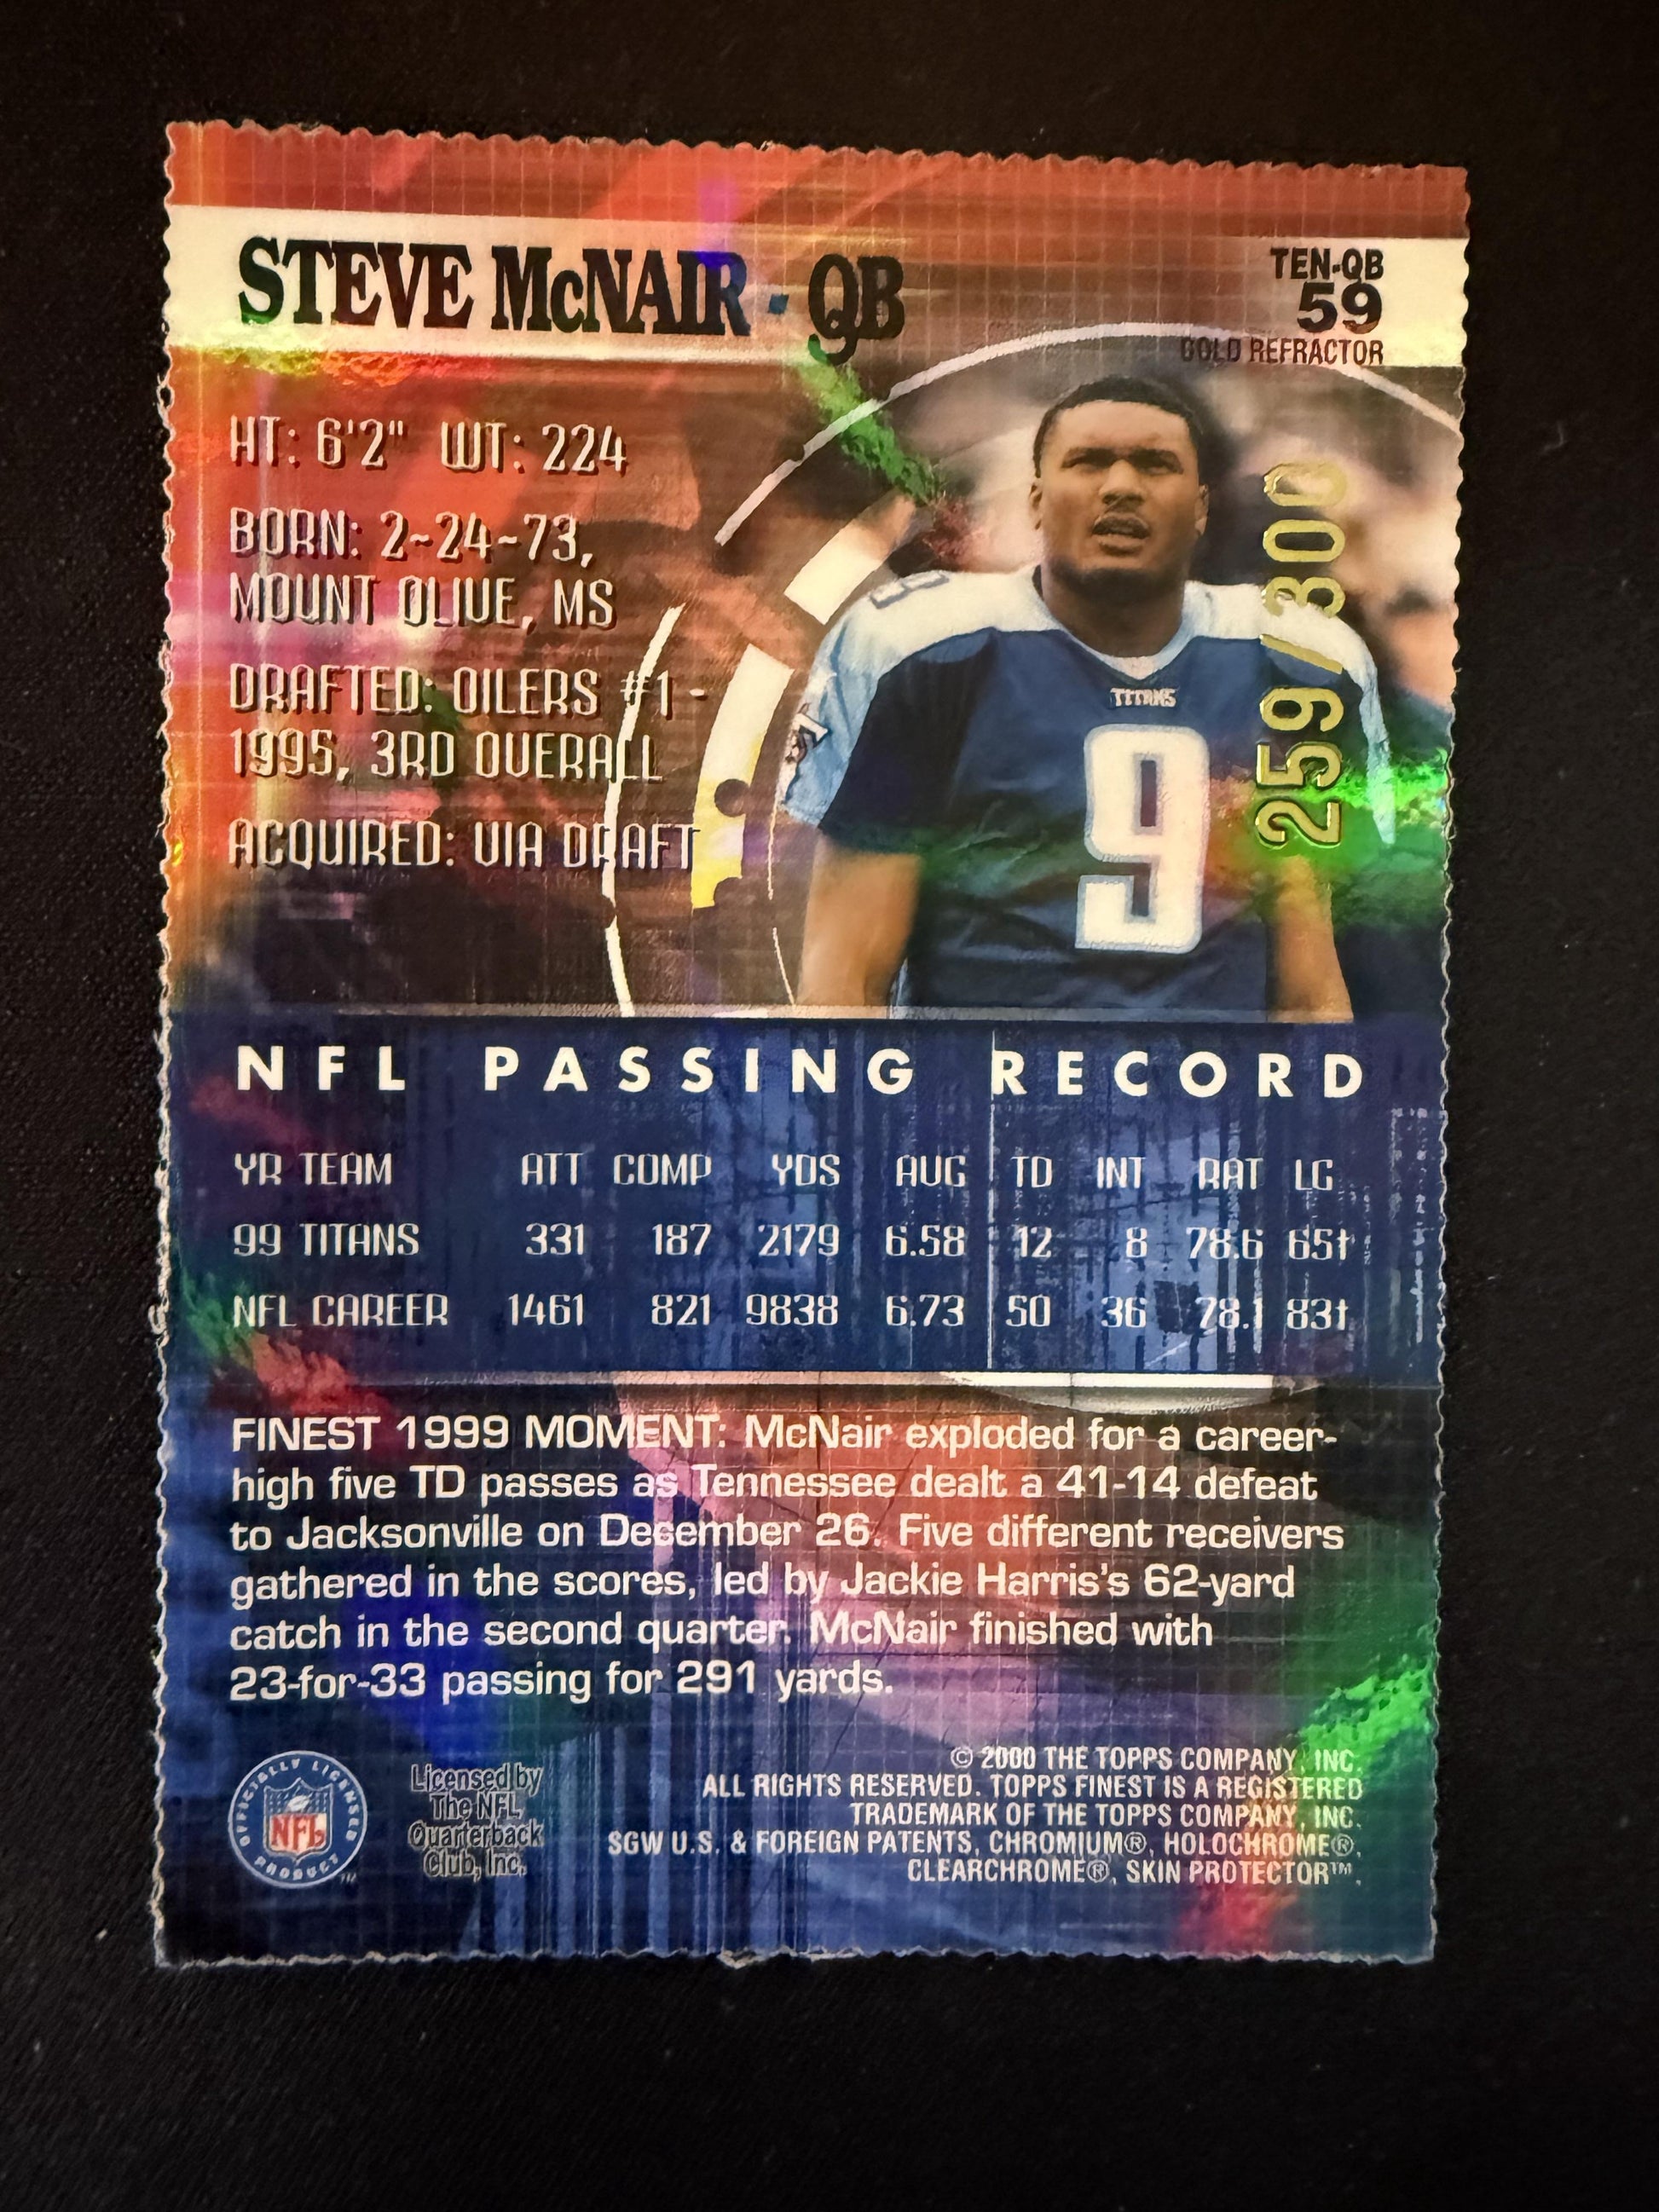 STEVE McNAIR · QB
TEN-QB
59
GOLD REFRACTOR
HT: 6'2" WT: 224
BORN: 2-24-73,
MOUNT OLIVE, MS
DRAFTED: OILERS #1 -
1995, 3RD OVERALL
ACQUIRED: VIA DRAFT
259/300
TITANS
9
NFL PASSING RECORD
YR TEAM ATT COMP YDS AVG TD INT RAT LG
99 TITANS 331 187 2179 6.58 12 8 78.6 65†
NFL CAREER 1461 821 9838 6.73 50 36 78.1 83†
FINEST 1999 MOMENT: McNair exploded for a career-
high five TD passes as Tennessee dealt a 41-14 defeat
to Jacksonville on December 26. Five different receivers
gathered in the scores, led by Jackie Harris's 62-yard
catch in the second quarter. McNair finished with
23-for-33 passing for 291 yards.
OFFICIALLY LICENSED
NFL
PRODUCT
TM
Licensed by
The NFL
Quarterback
Club, Inc.
© 2000 THE TOPPS COMPANY, INC.
ALL RIGHTS RESERVED. TOPPS FINEST IS A REGISTERED
TRADEMARK OF THE TOPPS COMPANY, INC.
SGW U.S. & FOREIGN PATENTS, CHROMIUM®, HOLOCHROME®,
CLEARCHROME®, SKIN PROTECTOR™.